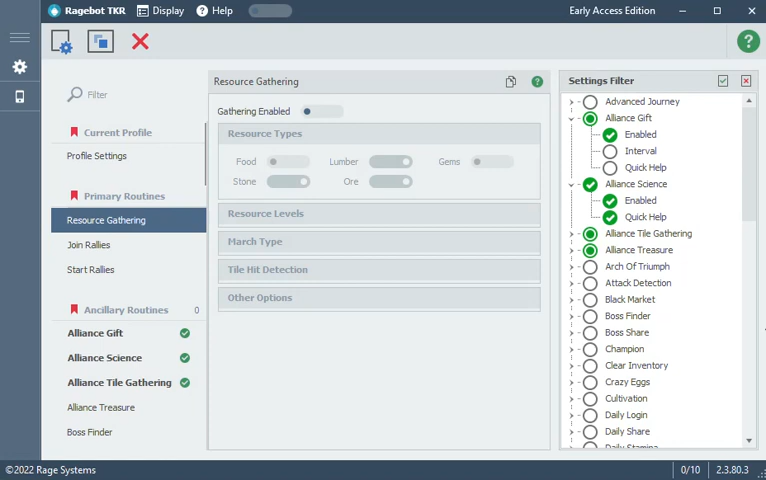 Ragebot TKR
Display
Help
Early Access Edition
Filter
Current Profile
Profile Settings
Primary Routines
Resource Gathering
Join Rallies
Start Rallies
Ancillary Routines 0
Alliance Gift
Alliance Science
Alliance Tile Gathering
Alliance Treasure
Boss Finder
Resource Gathering
Gathering Enabled
Resource Types
Food
Lumber
Gems
Stone
Ore
Resource Levels
March Type
Tile Hit Detection
Other Options
Settings Filter
Advanced Journey
Alliance Gift
Enabled
Interval
Quick Help
Alliance Science
Enabled
Quick Help
Alliance Tile Gathering
Alliance Treasure
Arch Of Triumph
Attack Detection
Black Market
Boss Finder
Boss Share
Champion
Clear Inventory
Crazy Eggs
Cultivation
Daily Login
Daily Share
Daily Stamina
©2022 Rage Systems
0/10
2.3.80.3